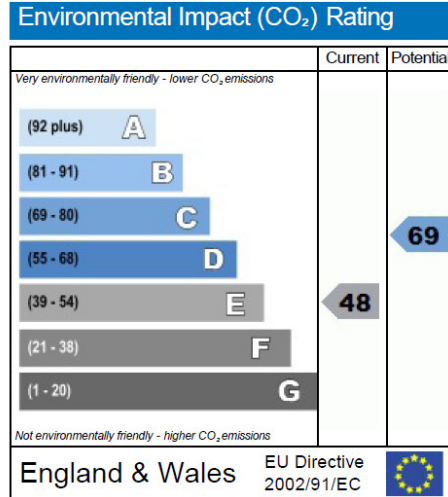 Environmental Impact (CO₂) Rating
Current Potential
Very environmentally friendly - lower CO₂ emissions
(92 plus) A
(81 - 91) B
(69 - 80) C
(55 - 68) D
(39 - 54) E
(21 - 38) F
(1 - 20) G
69
48
Not environmentally friendly - higher CO₂ emissions
England & Wales
EU Directive
2002/91/EC